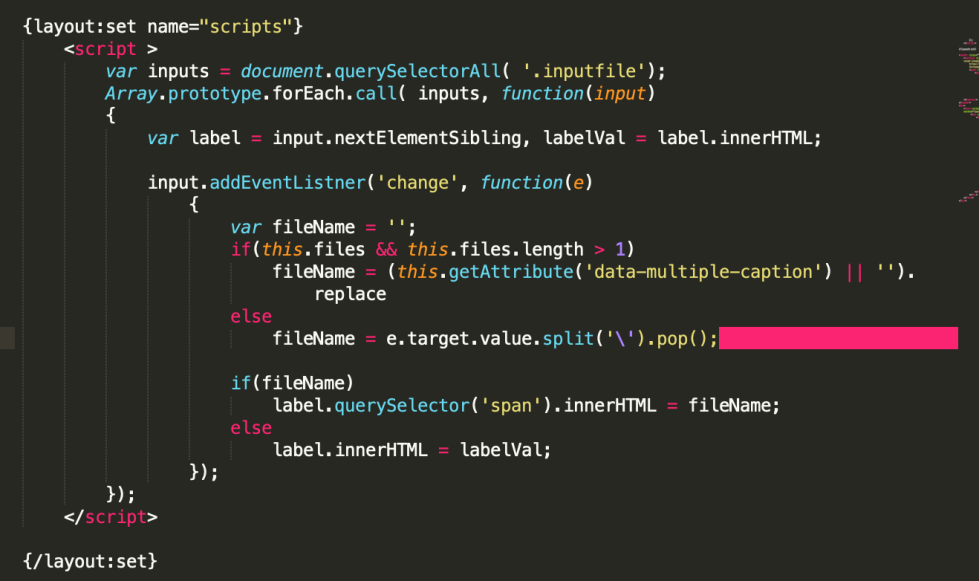 {layout:set name="scripts"}
<script >
var inputs = document.querySelectorAll( '.inputfile');
Array.prototype.forEach.call( inputs, function(input)
{
var label = input.nextElementSibling, labelVal = label.innerHTML;
input.addEventListner('change', function(e)
{
var fileName = '';
if(this.files && this.files.length > 1)
fileName = (this.getAttribute('data-multiple-caption') || '').
replace
else
fileName = e.target.value.split('\').pop();
if(fileName)
label.querySelector('span').innerHTML = fileName;
else
label.innerHTML = labelVal;
});
});
</script>
{/layout:set}